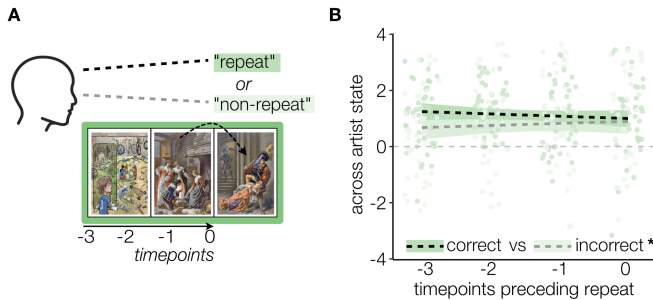 A
"repeat"
or
"non-repeat"
-3 -2 -1 0
timepoints
B
across artist state
4
2
0
-2
-4
correct vs incorrect *
-3 -2 -1 0
timepoints preceding repeat